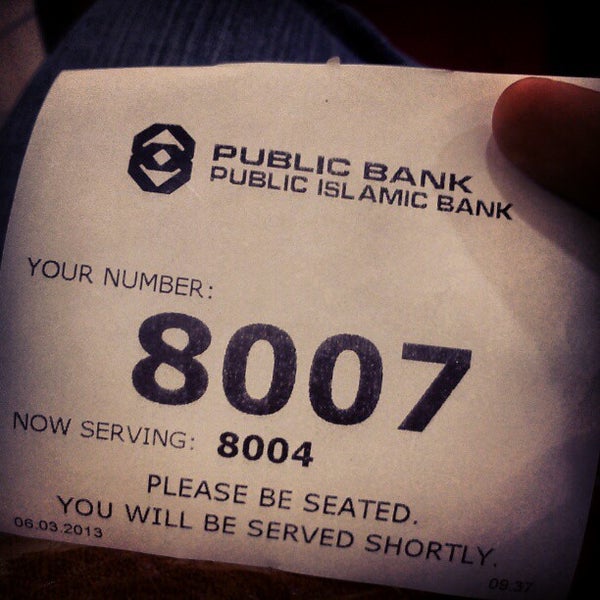 PUBLIC BANK
PUBLIC ISLAMIC BANK
YOUR NUMBER:
8007
NOW SERVING: 8004
PLEASE BE SEATED.
YOU WILL BE SERVED SHORTLY.
06.03.2013 09:37